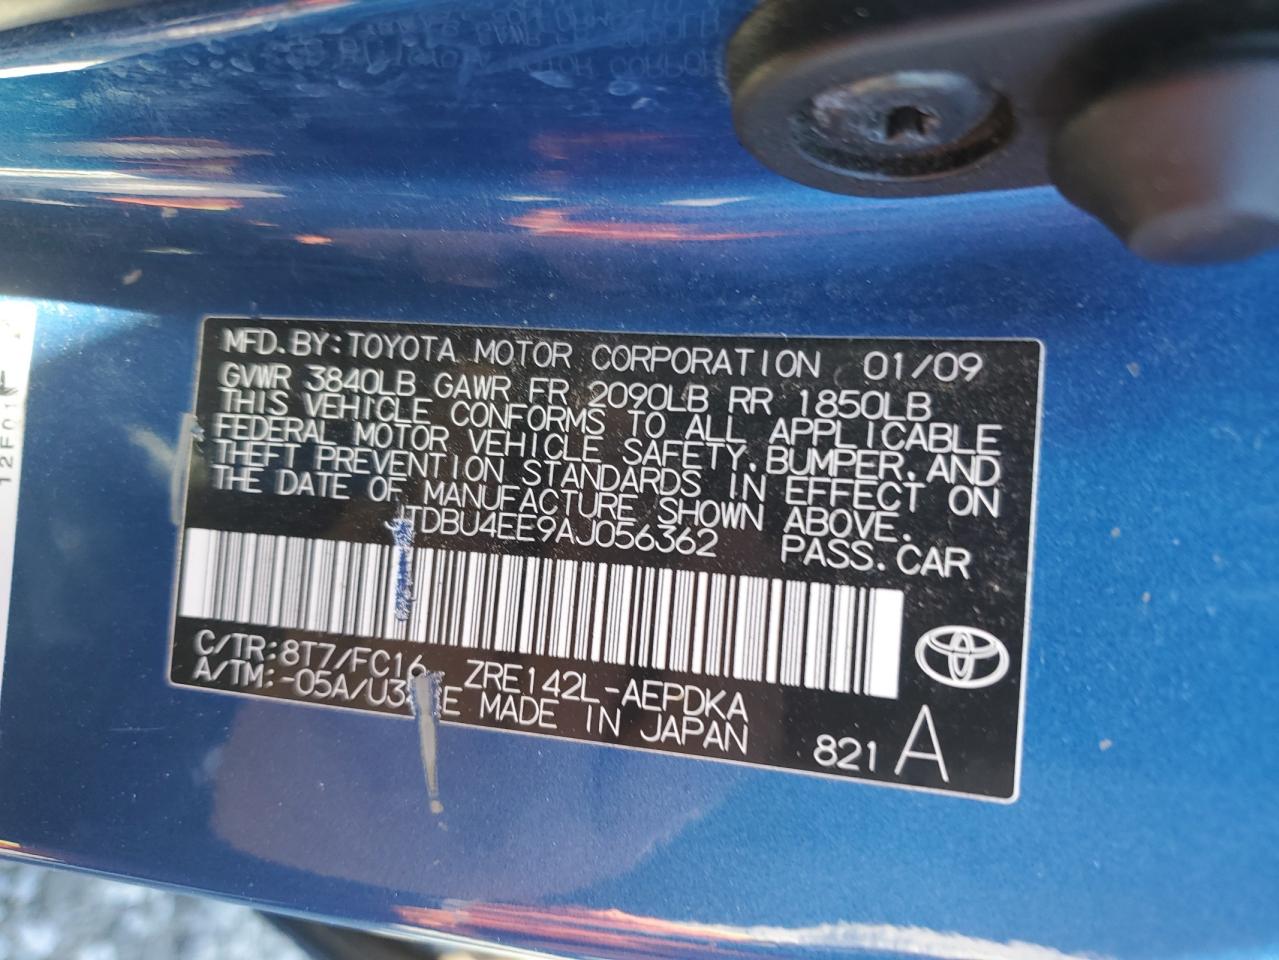 MFD.BY:TOYOTA MOTOR CORPORATION 01/09
GVWR 3840LB GAWR FR 2090LB RR 1850LB
THIS VEHICLE CONFORMS TO ALL APPLICABLE
FEDERAL MOTOR VEHICLE SAFETY,BUMPER,AND
THEFT PREVENTION STANDARDS IN EFFECT ON
THE DATE OF MANUFACTURE SHOWN ABOVE.
JTDBU4EE9AJ056362 PASS.CAR
C/TR:8T7/FC16 ZRE142L-AEPDKA
A/TM:-05A/ MADE IN JAPAN
821 A